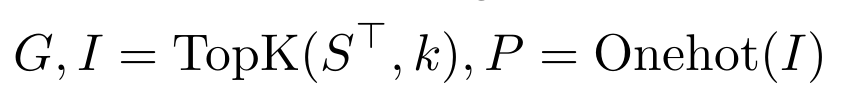 G, I = TopK(S⊤, k), P = Onehot(I)